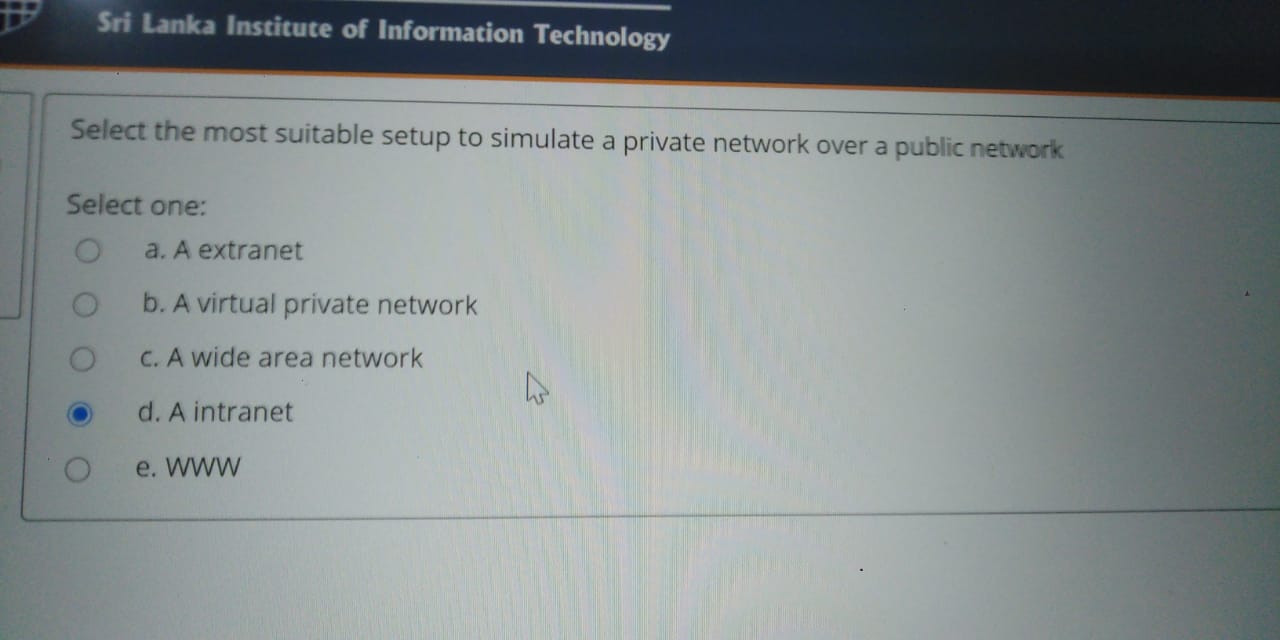 Sri Lanka Institute of Information Technology
Select the most suitable setup to simulate a private network over a public network
Select one:
a. A extranet
b. A virtual private network
c. A wide area network
d. A intranet
e. WWW